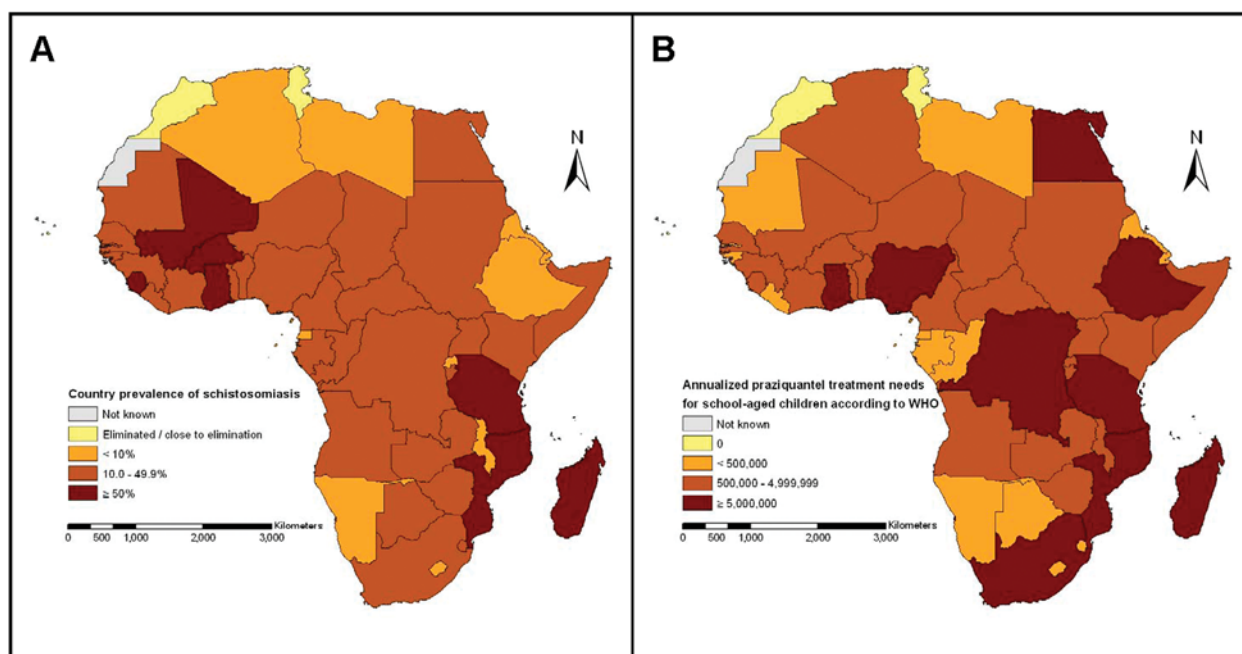 A
N
Country prevalence of schistosomiasis
Not known
Eliminated / close to elimination
< 10%
10.0 - 49.9%
≥ 50%
Kilometers
0 500 1,000 2,000 3,000
B
N
Annualized praziquantel treatment needs
for school-aged children according to WHO
Not known
0
< 500,000
500,000 - 4,999,999
≥ 5,000,000
Kilometers
0 500 1,000 2,000 3,000